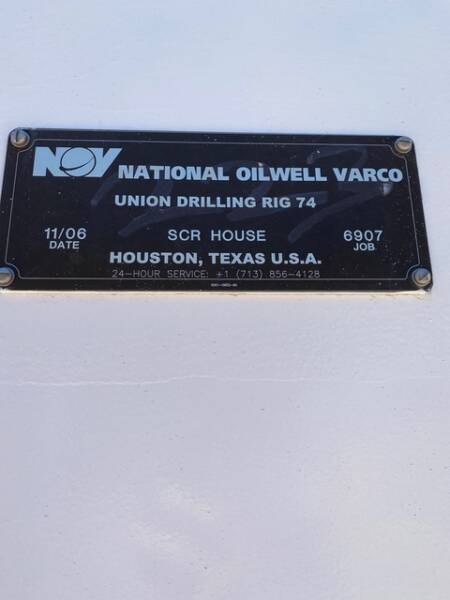 NOV NATIONAL OILWELL VARCO
UNION DRILLING RIG 74
11/06 SCR HOUSE 6907
DATE JOB
HOUSTON, TEXAS U.S.A.
24-HOUR SERVICE: +1 (713) 856-4128